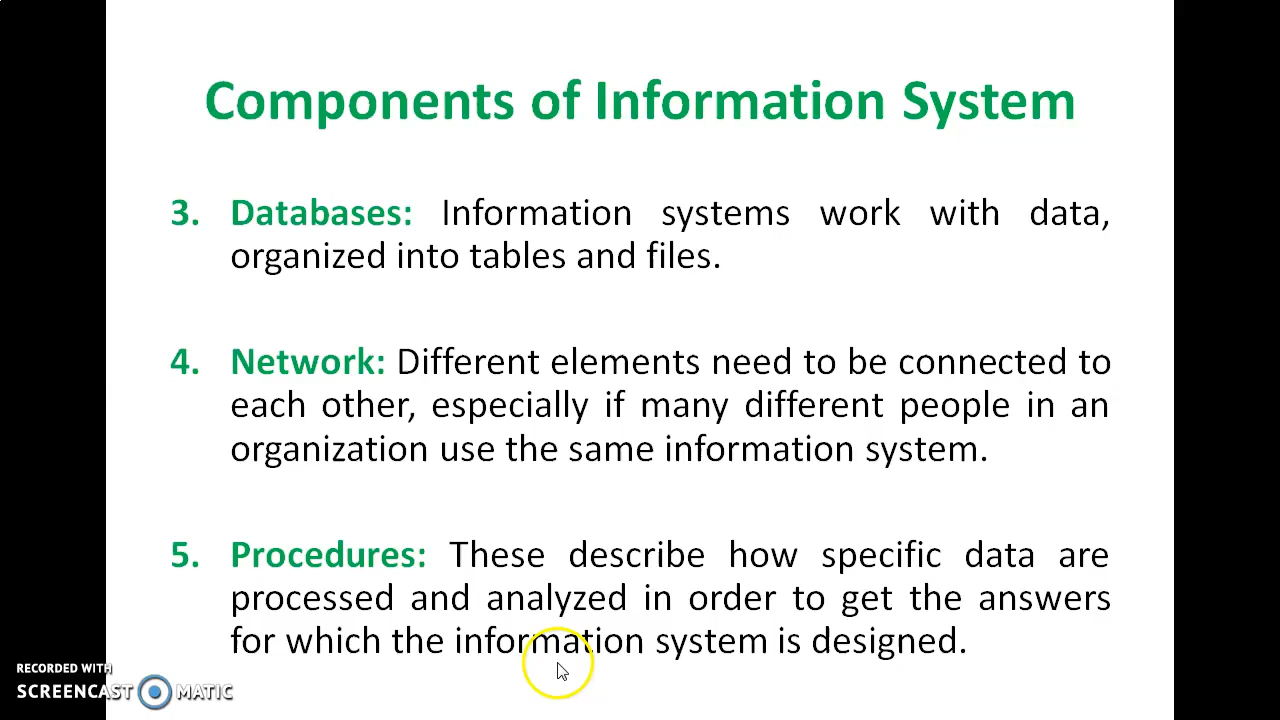 Components of Information System
3. Databases: Information systems work with data,
organized into tables and files.
4. Network: Different elements need to be connected to
each other, especially if many different people in an
organization use the same information system.
5. Procedures: These describe how specific data are
processed and analyzed in order to get the answers
for which the information system is designed.
RECORDED WITH
SCREENCAST MATIC